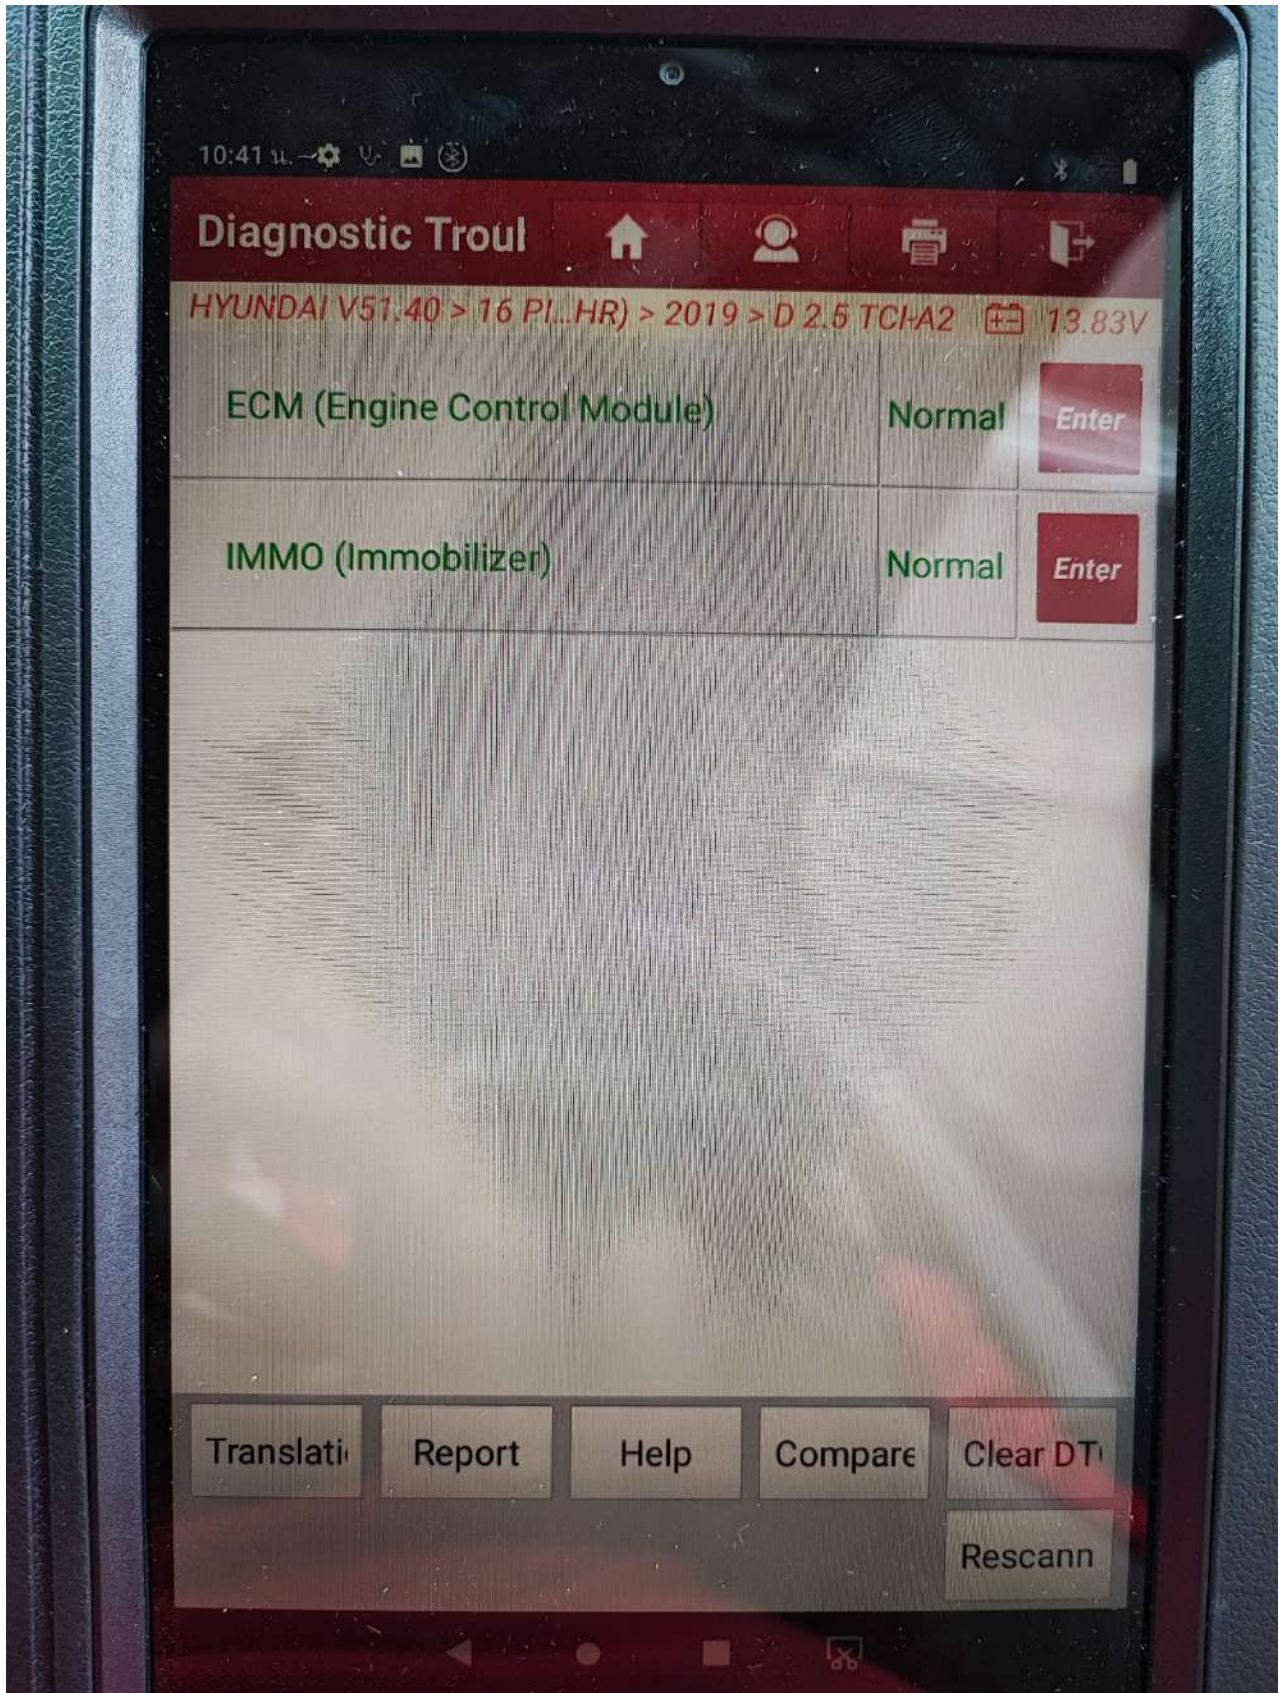 10:41 น.
Diagnostic Troul
HYUNDAI V51.40 > 16 PI...HR) > 2019 > D 2.5 TCI-A2 13.83V
ECM (Engine Control Module) Normal Enter
IMMO (Immobilizer) Normal Enter
Translati Report Help Compare Clear DT
Rescann